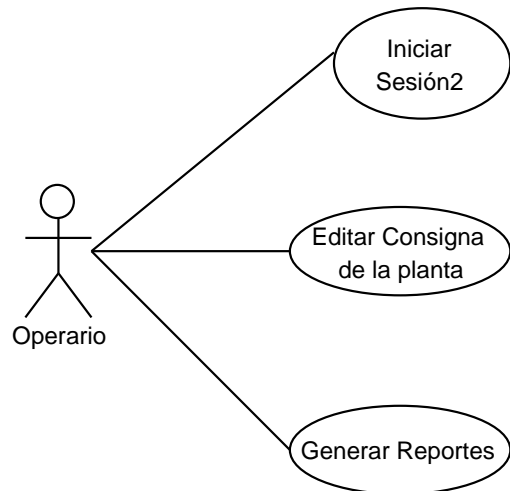 Iniciar
Sesión2
Editar Consigna
de la planta
Operario
Generar Reportes